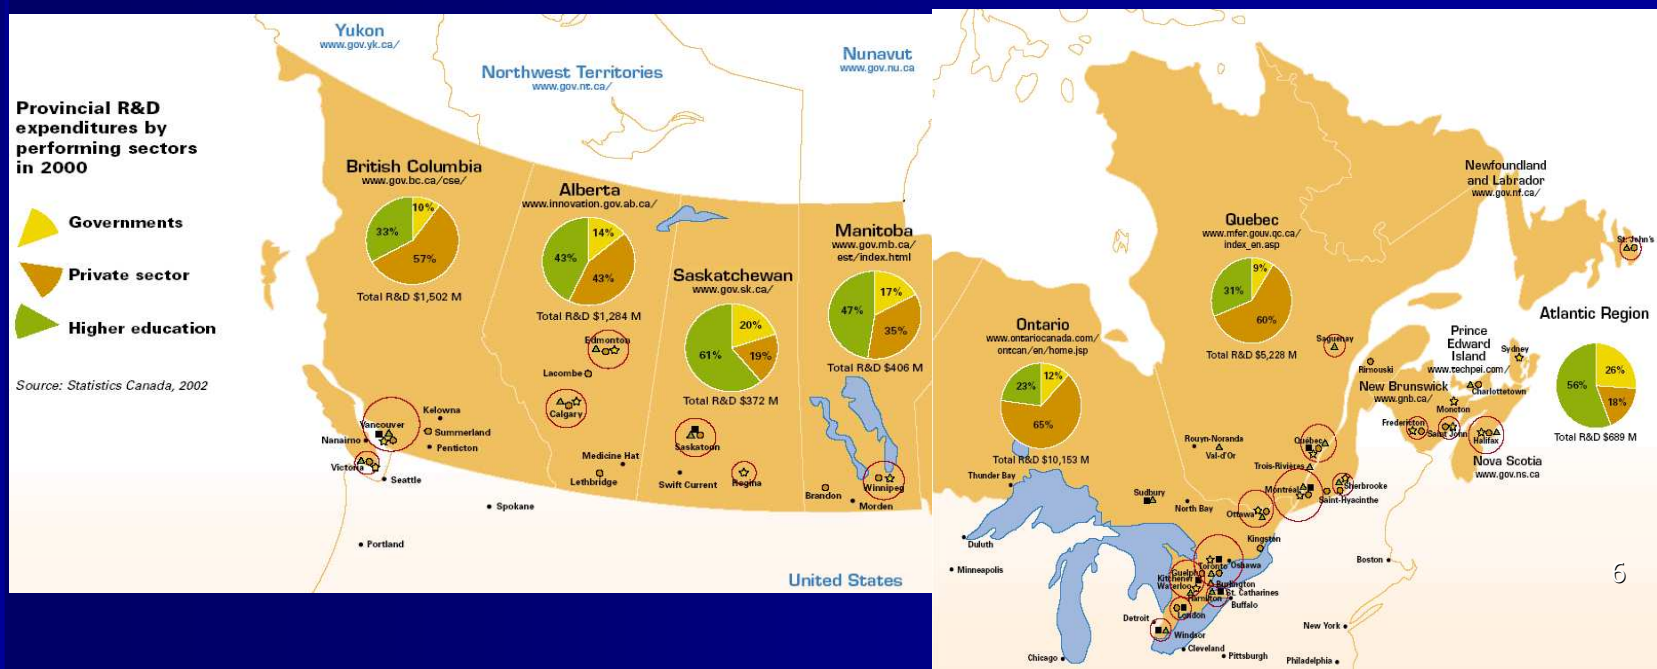 Yukon
www.gov.yk.ca/
Northwest Territories
www.gov.nt.ca/
Nunavut
www.gov.nu.ca
Provincial R&D
expenditures by
performing sectors
in 2000
Governments
Private sector
Higher education
Source: Statistics Canada, 2002
British Columbia
www.gov.bc.ca/cse/
10%
33%
57%
Total R&D $1,502 M
Alberta
www.innovation.gov.ab.ca/
14%
43%
43%
Total R&D $1,284 M
Saskatchewan
www.gov.sk.ca/
20%
61%
19%
Total R&D $372 M
Manitoba
www.gov.mb.ca/
est/index.html
17%
47%
35%
Total R&D $406 M
Edmonton
Lacombe
Calgary
Vancouver
Kelowna
Nanaimo
Summerland
Penticton
Victoria
Seattle
Medicine Hat
Lethbridge
Saskatoon
Swift Current
Regina
Brandon
Winnipeg
Morden
Spokane
Portland
United States
Newfoundland
and Labrador
www.gov.nf.ca/
St. John's
Quebec
www.mfer.gouv.qc.ca/
index_en.asp
9%
31%
60%
Total R&D $5,228 M
Ontario
www.ontariocanada.com/
ontcan/en/home.jsp
12%
23%
65%
Total R&D $10,153 M
Atlantic Region
26%
56%
18%
Total R&D $689 M
Prince
Edward
Island
www.techpei.com/
Sydney
Charlottetown
New Brunswick
www.gnb.ca/
Moncton
Fredericton
Saint John
Halifax
Nova Scotia
www.gov.ns.ca
Saguenay
Rimouski
Rouyn-Noranda
Val-d'Or
Québec
Trois-Rivières
Montréal
Sherbrooke
Saint-Hyacinthe
Thunder Bay
Sudbury
North Bay
Ottawa
Kingston
Duluth
Minneapolis
Toronto
Oshawa
Guelph
Kitchener
Waterloo
Burlington
Hamilton
St. Catharines
Buffalo
London
Detroit
Windsor
Cleveland
Chicago
Pittsburgh
Boston
New York
Philadelphia
6